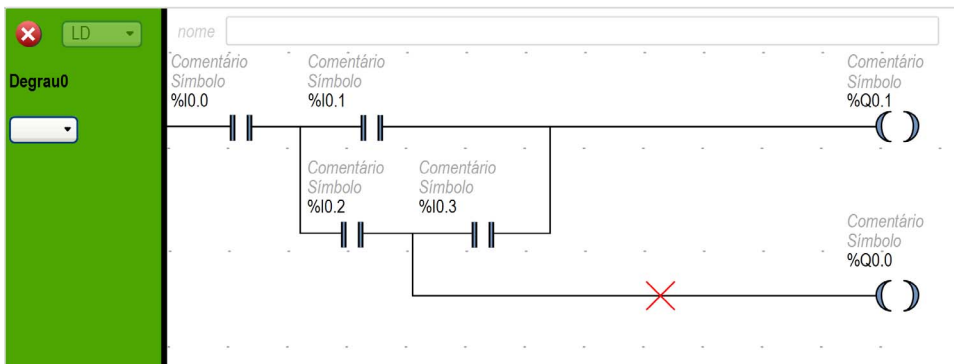 LD
nome
Degrau0
Comentário
Símbolo
%I0.0
Comentário
Símbolo
%I0.1
Comentário
Símbolo
%Q0.1
Comentário
Símbolo
%I0.2
Comentário
Símbolo
%I0.3
Comentário
Símbolo
%Q0.0